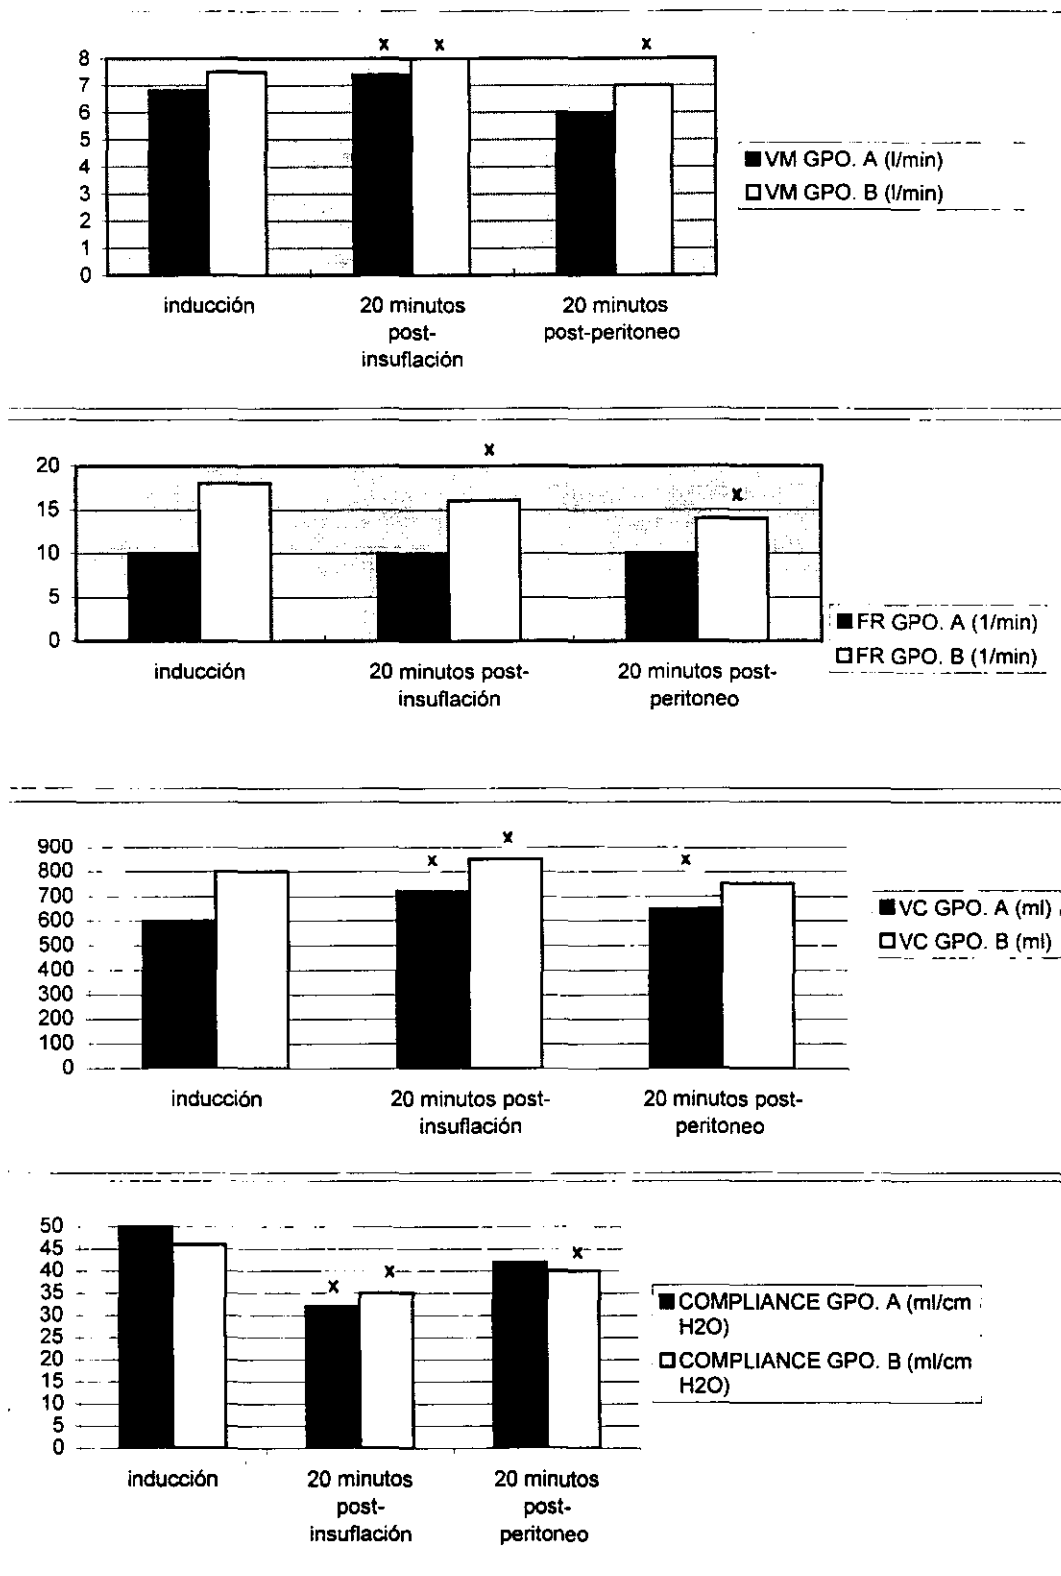 x x x
8
7
6
5
4
3
2
1
0
inducción
20 minutos
post-
insuflación
20 minutos
post-peritoneo
VM GPO. A (l/min)
VM GPO. B (l/min)
x
x
20
15
10
5
0
inducción
20 minutos post-
insuflación
20 minutos post-
peritoneo
FR GPO. A (1/min)
FR GPO. B (1/min)
x
x x
900
800
700
600
500
400
300
200
100
0
inducción
20 minutos post-
insuflación
20 minutos post-
peritoneo
VC GPO. A (ml)
VC GPO. B (ml)
50
45
40
35
30
25
20
15
10
5
0
x
x
x
inducción
20 minutos
post-
insuflación
20 minutos
post-
peritoneo
COMPLIANCE GPO. A (ml/cm
H2O)
COMPLIANCE GPO. B (ml/cm
H2O)